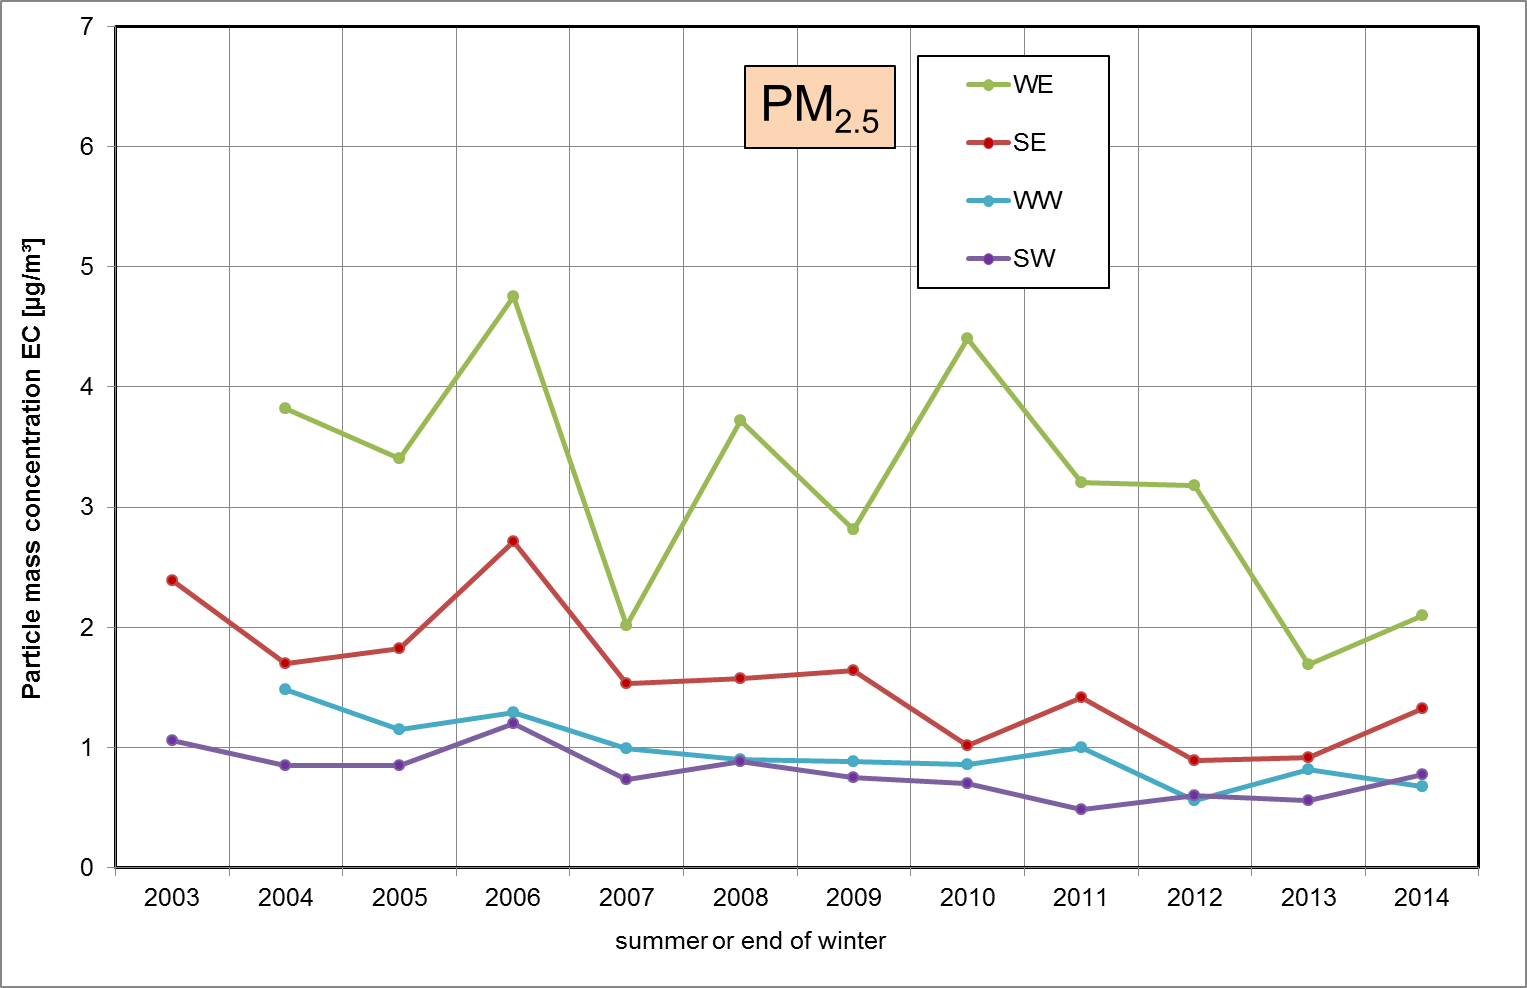 7
6
5
4
3
2
1
0
Particle mass concentration EC [µg/m³]
PM2.5
WE
SE
WW
SW
2003 2004 2005 2006 2007 2008 2009 2010 2011 2012 2013 2014
summer or end of winter